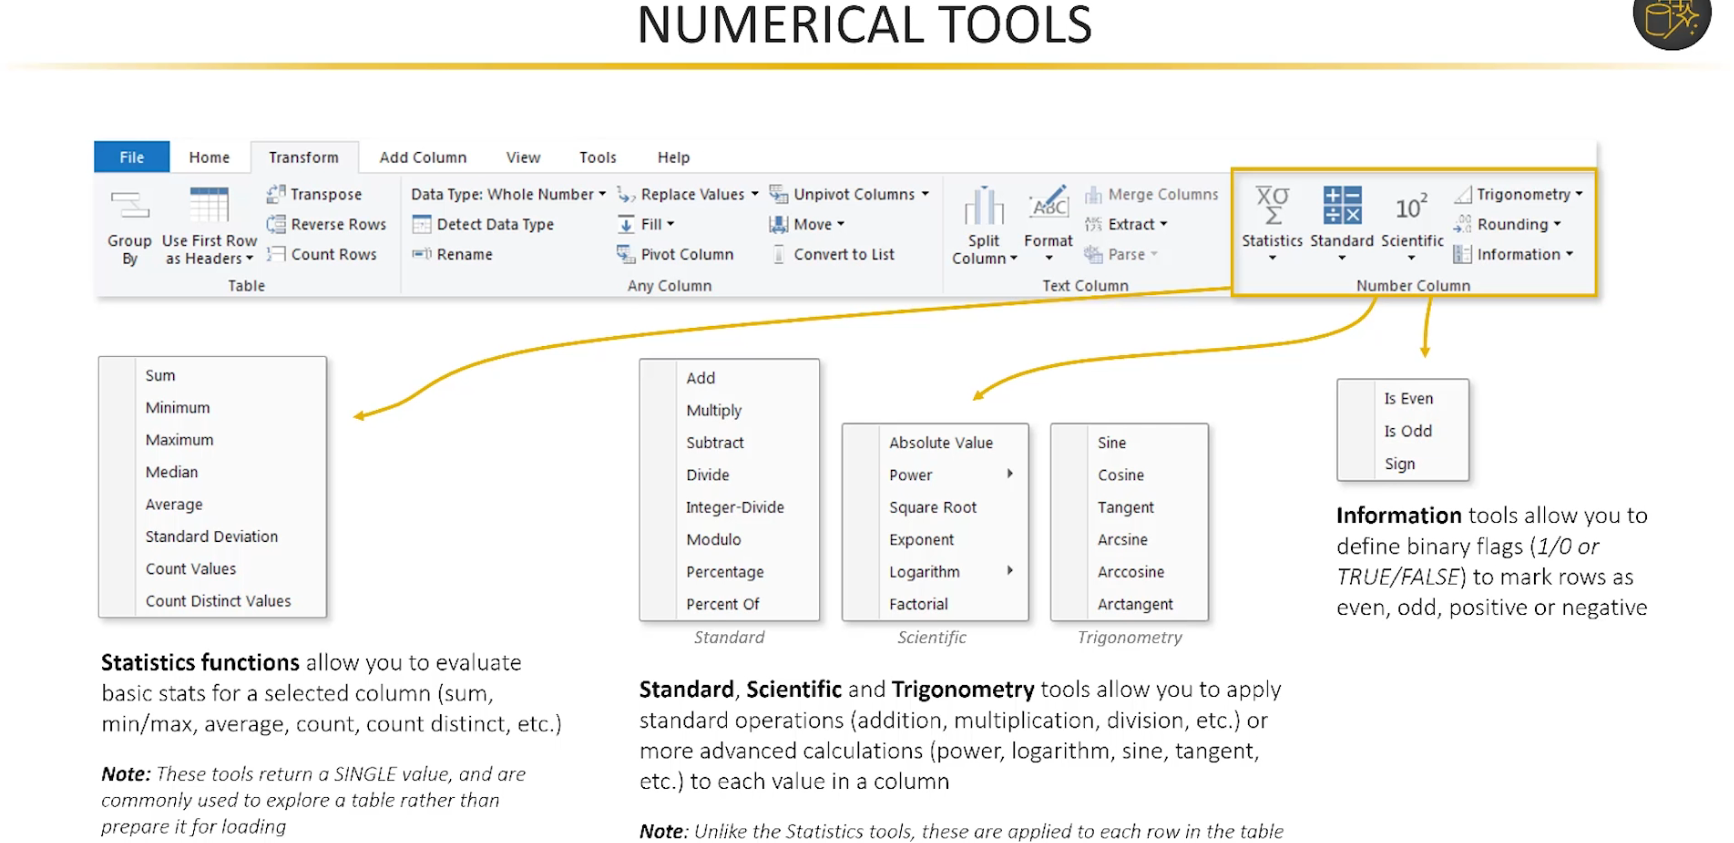 NUMERICAL TOOLS
File
Home
Transform
Add Column
View
Tools
Help
Group
By
Use First Row
as Headers
Transpose
Reverse Rows
Count Rows
Table
Data Type: Whole Number
Detect Data Type
Rename
Replace Values
Fill
Pivot Column
Unpivot Columns
Move
Convert to List
Any Column
Split
Column
ABC
Format
Merge Columns
ABC
123
Extract
abc
Parse
Text Column
X̅σ
Σ
Statistics
Standard
10²
Scientific
Trigonometry
.00
.0
Rounding
Information
Number Column
Sum
Minimum
Maximum
Median
Average
Standard Deviation
Count Values
Count Distinct Values
Statistics functions allow you to evaluate
basic stats for a selected column (sum,
min/max, average, count, count distinct, etc.)
Note: These tools return a SINGLE value, and are
commonly used to explore a table rather than
prepare it for loading
Add
Multiply
Subtract
Divide
Integer-Divide
Modulo
Percentage
Percent Of
Standard
Absolute Value
Power
Square Root
Exponent
Logarithm
Factorial
Scientific
Sine
Cosine
Tangent
Arcsine
Arccosine
Arctangent
Trigonometry
Standard, Scientific and Trigonometry tools allow you to apply
standard operations (addition, multiplication, division, etc.) or
more advanced calculations (power, logarithm, sine, tangent,
etc.) to each value in a column
Note: Unlike the Statistics tools, these are applied to each row in the table
Is Even
Is Odd
Sign
Information tools allow you to
define binary flags (1/0 or
TRUE/FALSE) to mark rows as
even, odd, positive or negative